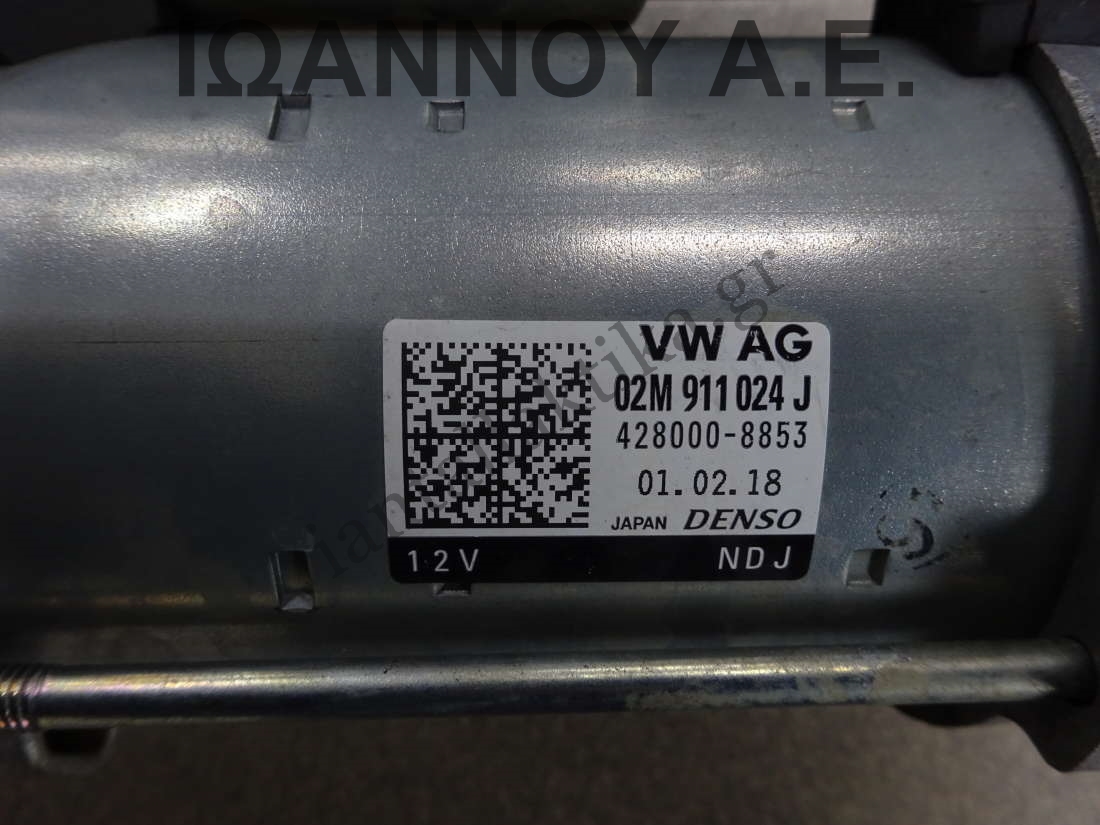 ΙΩΑΝΝΟΥ Α.Ε.
VW AG
02M 911 024 J
428000-8853
01.02.18
JAPAN DENSO
12V NDJ